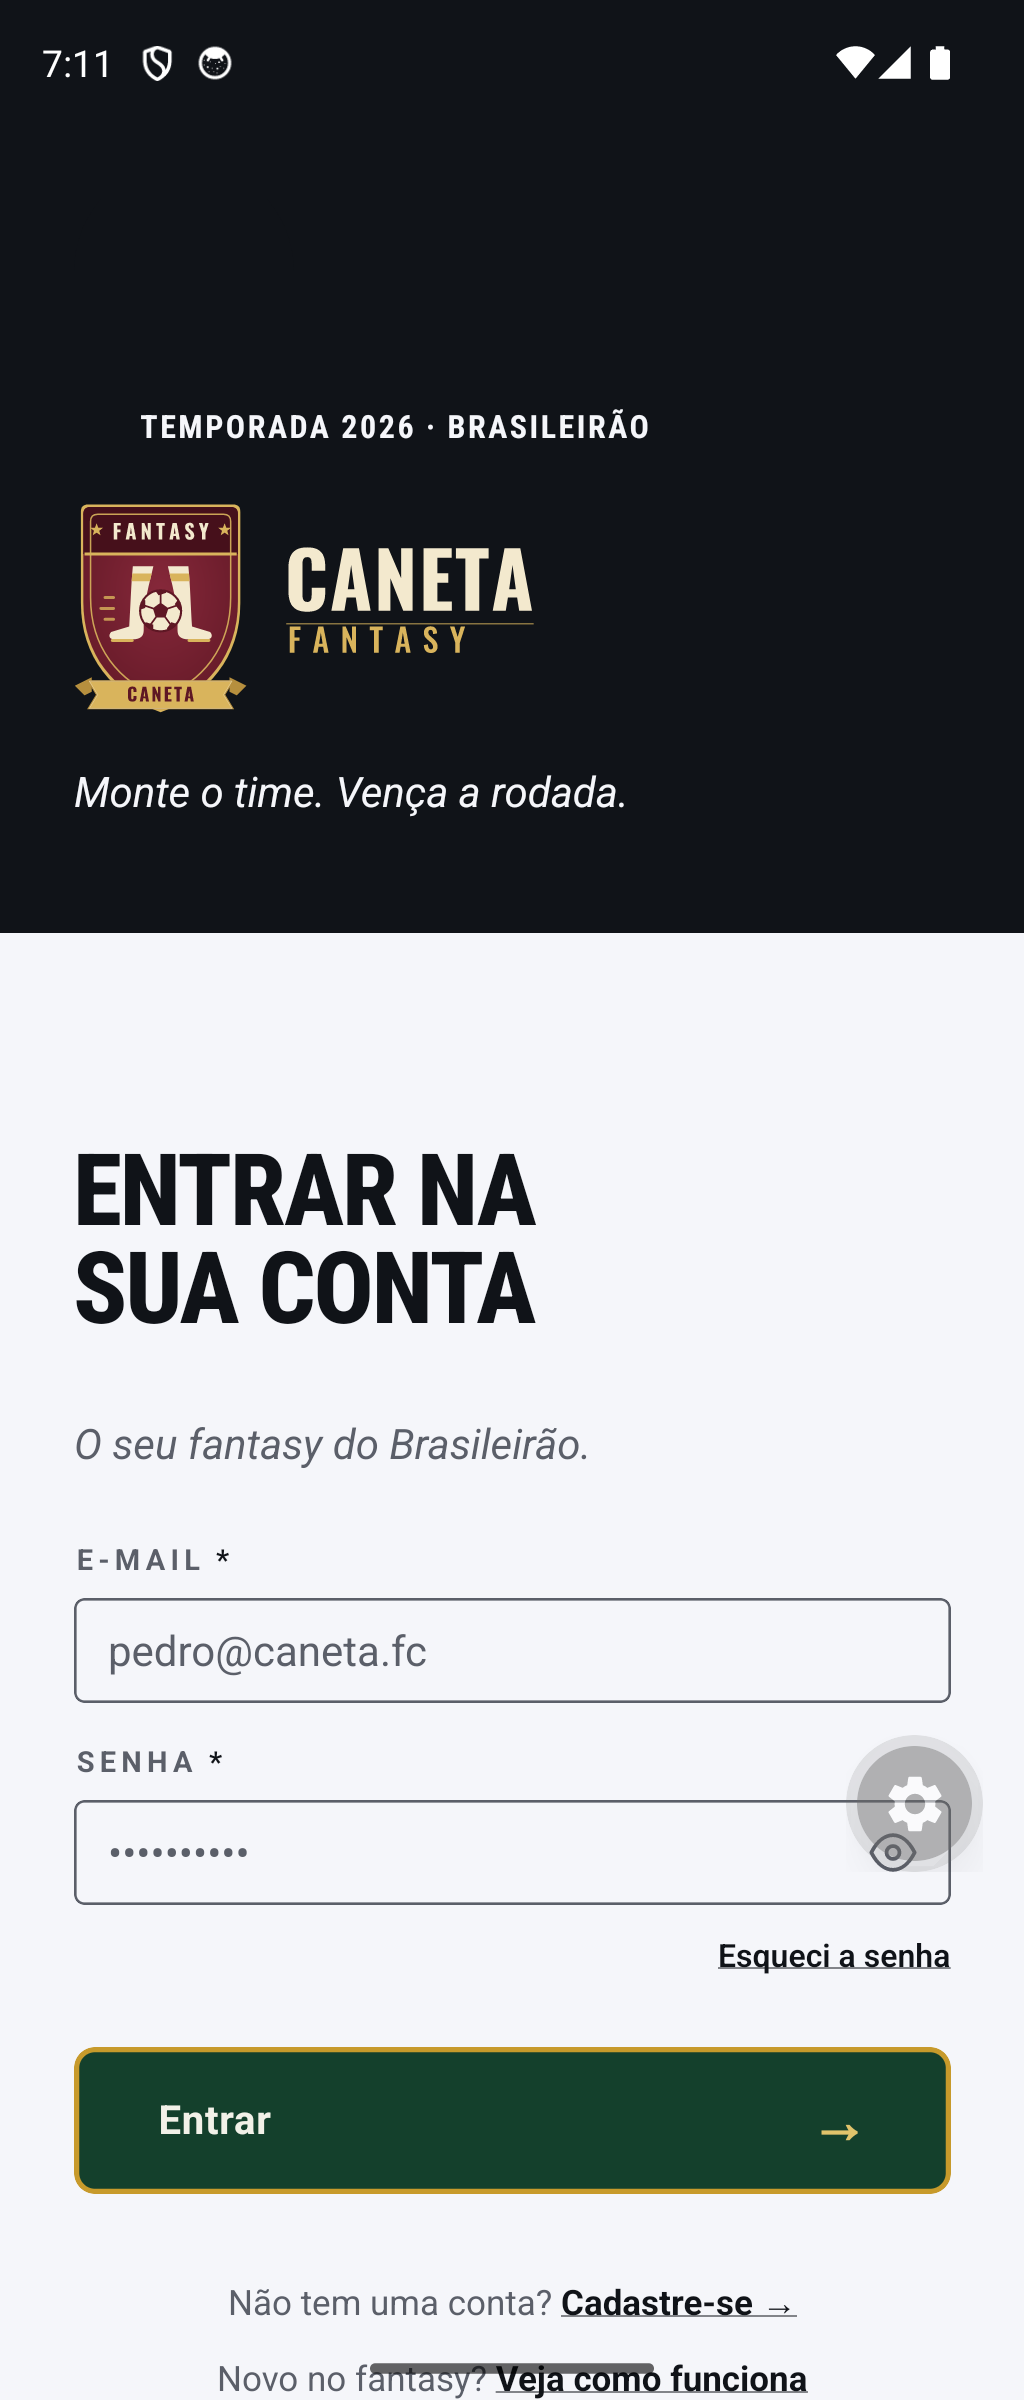 7:11
TEMPORADA 2026 · BRASILEIRÃO
FANTASY
CANETA
CANETA
FANTASY
Monte o time. Vença a rodada.
ENTRAR NA
SUA CONTA
O seu fantasy do Brasileirão.
E-MAIL *
pedro@caneta.fc
SENHA *
••••••••••
Esqueci a senha
Entrar →
Não tem uma conta? Cadastre-se →
Novo no fantasy? Veja como funciona